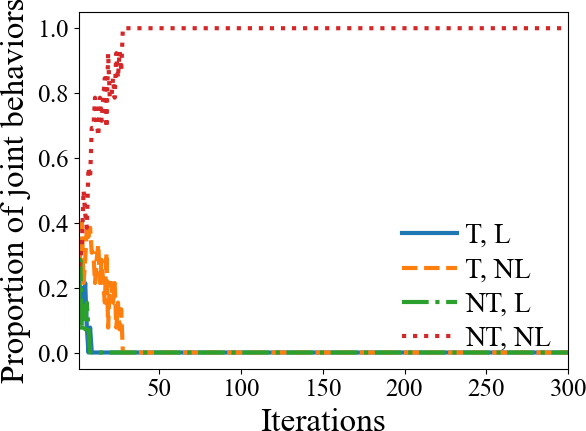 Proportion of joint behaviors
1.0
0.8
0.6
0.4
0.2
0.0
T, L
T, NL
NT, L
NT, NL
50 100 150 200 250 300
Iterations